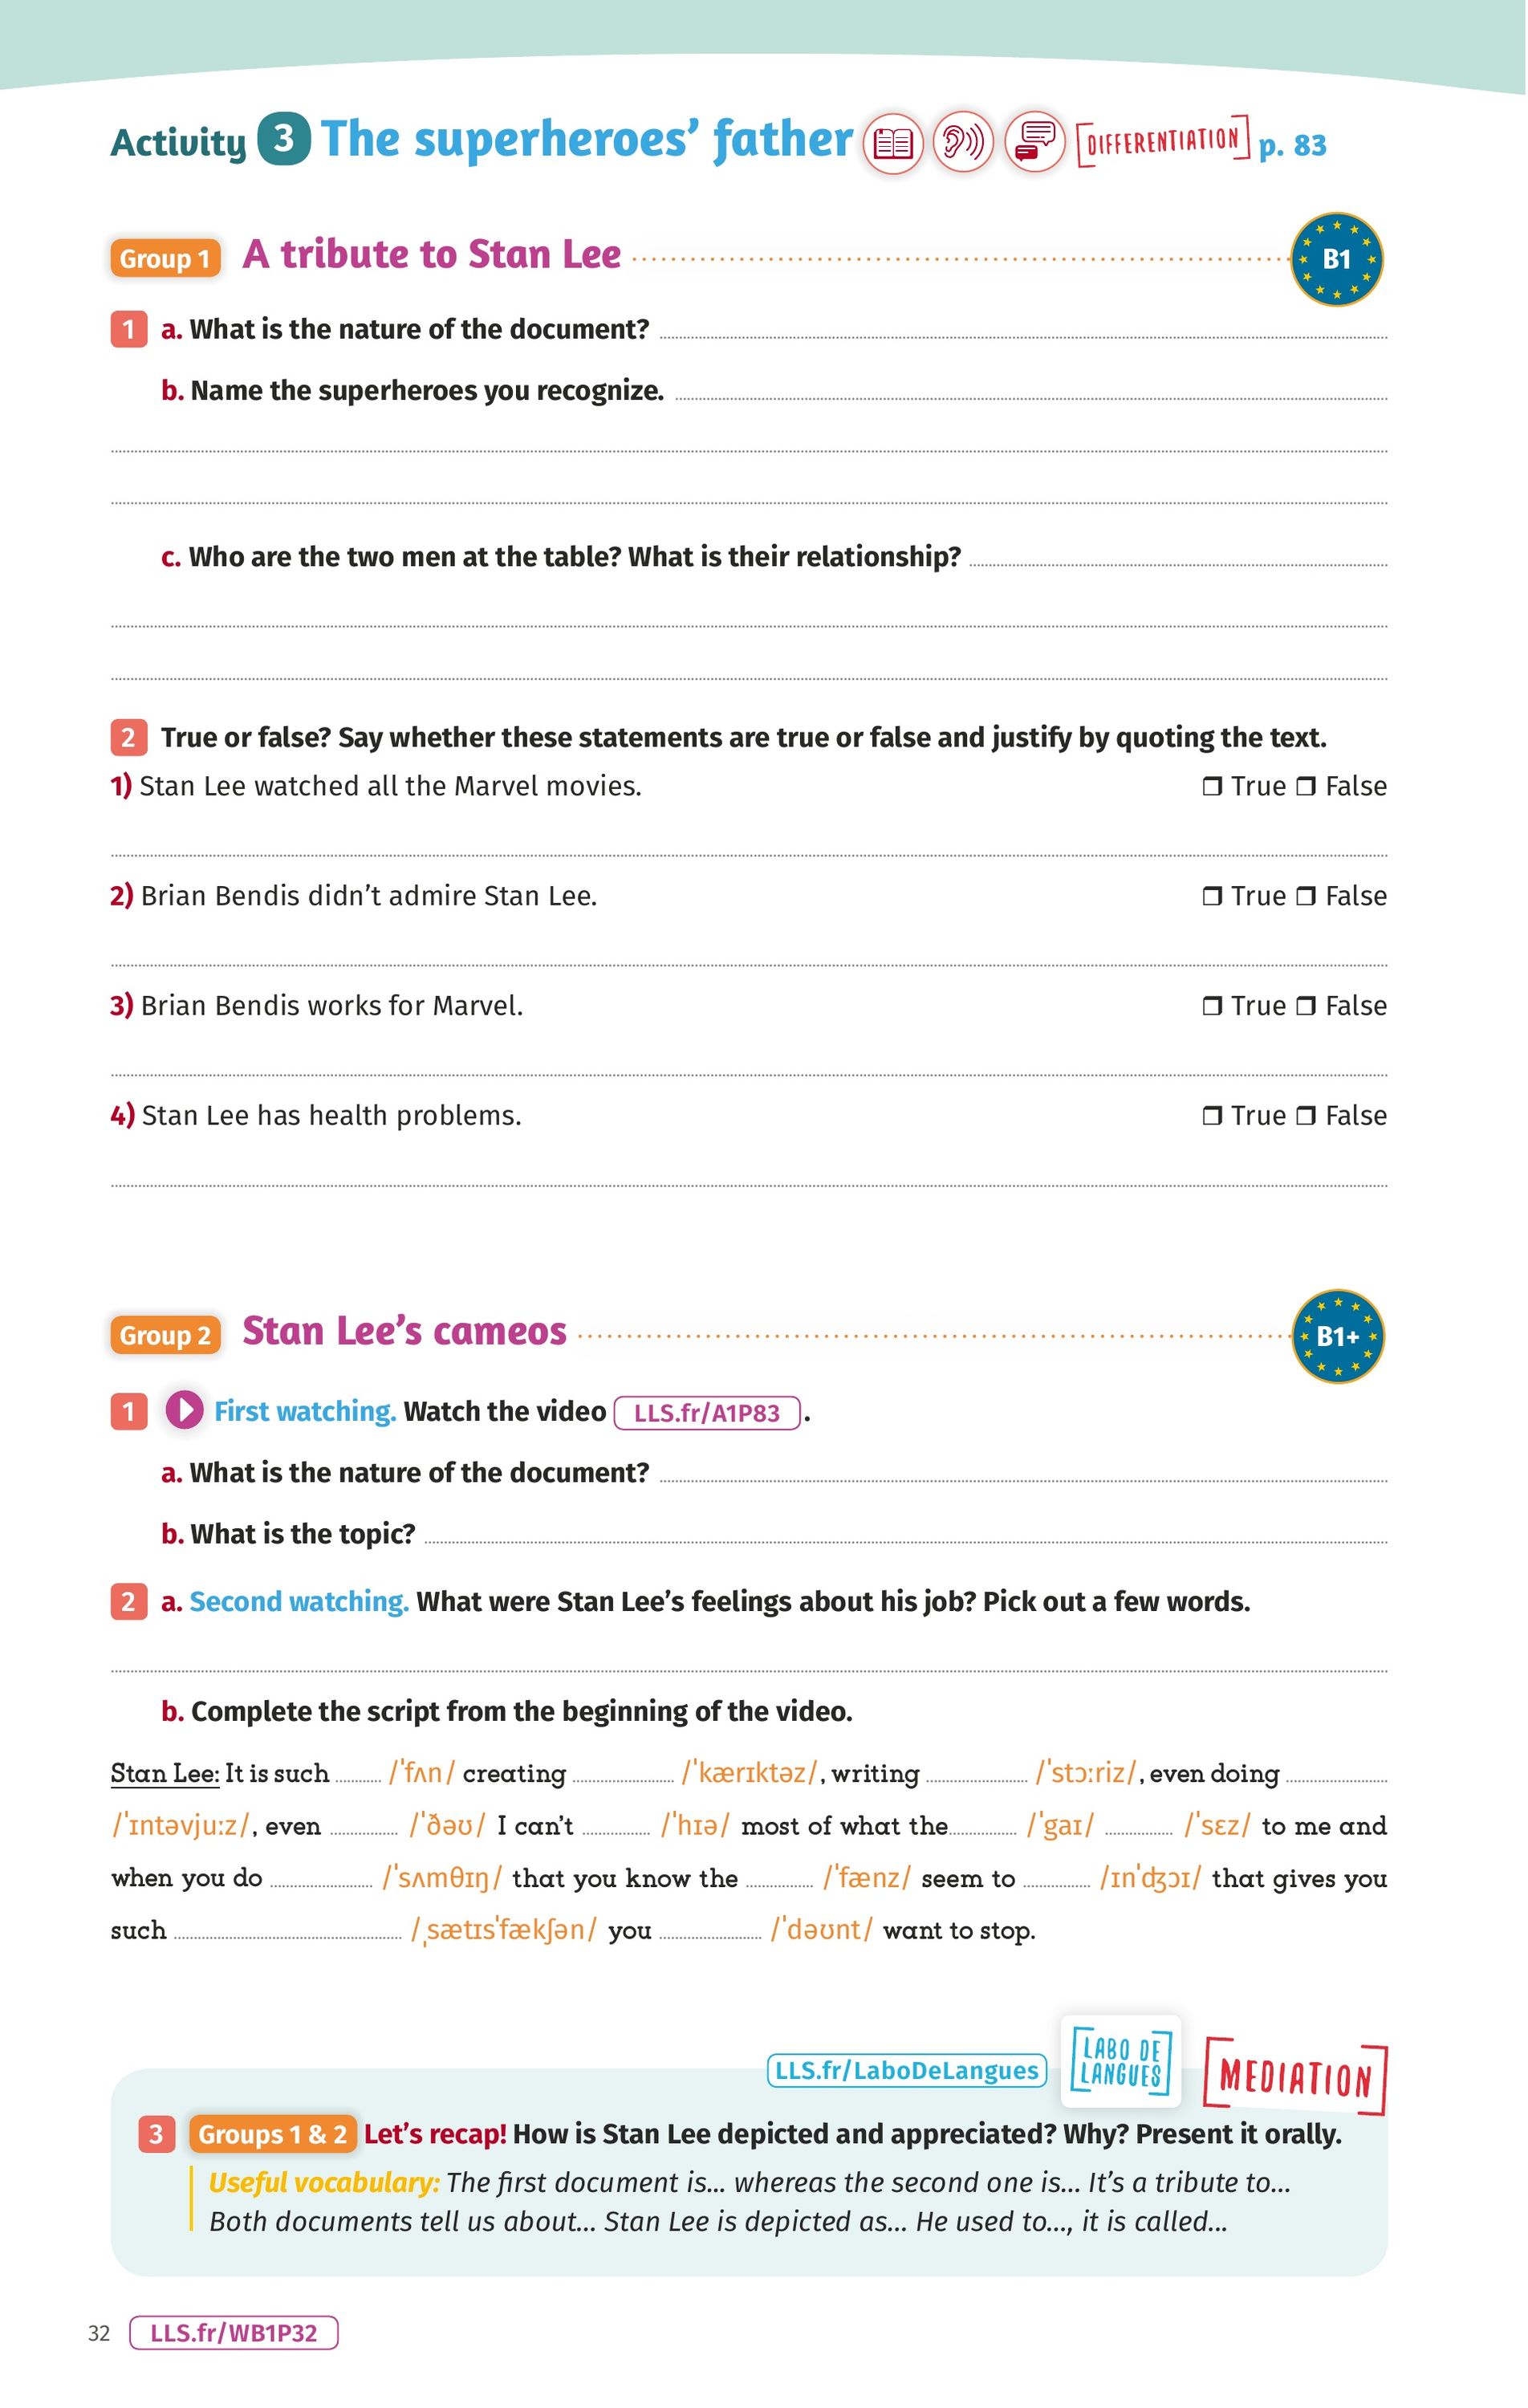 Activity 3 The superheroes’ father [DIFFERENTIATION] p. 83
Group 1 A tribute to Stan Lee B1
1 a. What is the nature of the document?
b. Name the superheroes you recognize.
c. Who are the two men at the table? What is their relationship?
2 True or false? Say whether these statements are true or false and justify by quoting the text.
1) Stan Lee watched all the Marvel movies. ❒ True ❒ False
2) Brian Bendis didn’t admire Stan Lee. ❒ True ❒ False
3) Brian Bendis works for Marvel. ❒ True ❒ False
4) Stan Lee has health problems. ❒ True ❒ False
Group 2 Stan Lee’s cameos B1+
1 First watching. Watch the video LLS.fr/A1P83.
a. What is the nature of the document?
b. What is the topic?
2 a. Second watching. What were Stan Lee’s feelings about his job? Pick out a few words.
b. Complete the script from the beginning of the video.
Stan Lee: It is such .......... /ˈfʌn/ creating .......... /ˈkærɪktəz/, writing .......... /ˈstɔːriz/, even doing ..........
/ˈɪntəvjuːz/, even .......... /ˈðəʊ/ I can’t .......... /ˈhɪə/ most of what the .......... /ˈgaɪ/ .......... /ˈsɛz/ to me and
when you do .......... /ˈsʌmθɪŋ/ that you know the .......... /ˈfænz/ seem to .......... /ɪnˈʤɔɪ/ that gives you
such .......... /ˌsætɪsˈfækʃən/ you .......... /ˈdəʊnt/ want to stop.
LLS.fr/LaboDeLangues [LABO DE LANGUES] [MEDIATION]
3 Groups 1 & 2 Let’s recap! How is Stan Lee depicted and appreciated? Why? Present it orally.
Useful vocabulary: The first document is... whereas the second one is... It’s a tribute to...
Both documents tell us about... Stan Lee is depicted as... He used to..., it is called...
32 LLS.fr/WB1P32